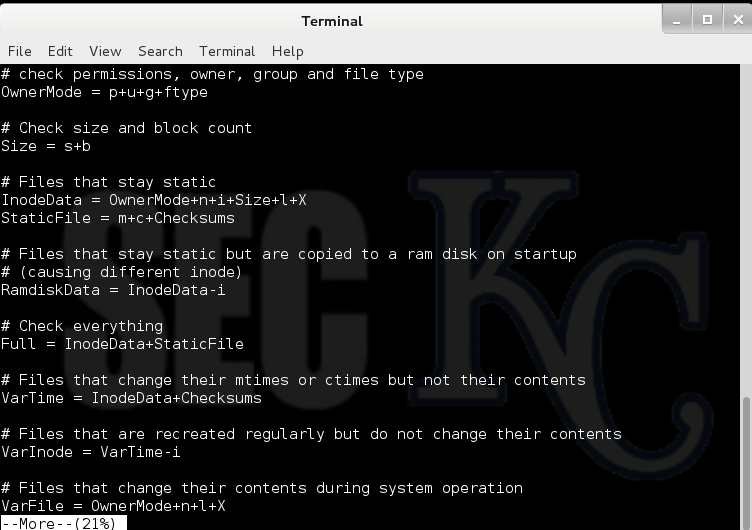 Terminal
File Edit View Search Terminal Help
# check permissions, owner, group and file type
OwnerMode = p+u+g+ftype
# Check size and block count
Size = s+b
# Files that stay static
InodeData = OwnerMode+n+i+Size+l+X
StaticFile = m+c+Checksums
# Files that stay static but are copied to a ram disk on startup
# (causing different inode)
RamdiskData = InodeData-i
# Check everything
Full = InodeData+StaticFile
# Files that change their mtimes or ctimes but not their contents
VarTime = InodeData+Checksums
# Files that are recreated regularly but do not change their contents
VarInode = VarTime-i
# Files that change their contents during system operation
VarFile = OwnerMode+n+l+X
--More--(21%)
SEC KC